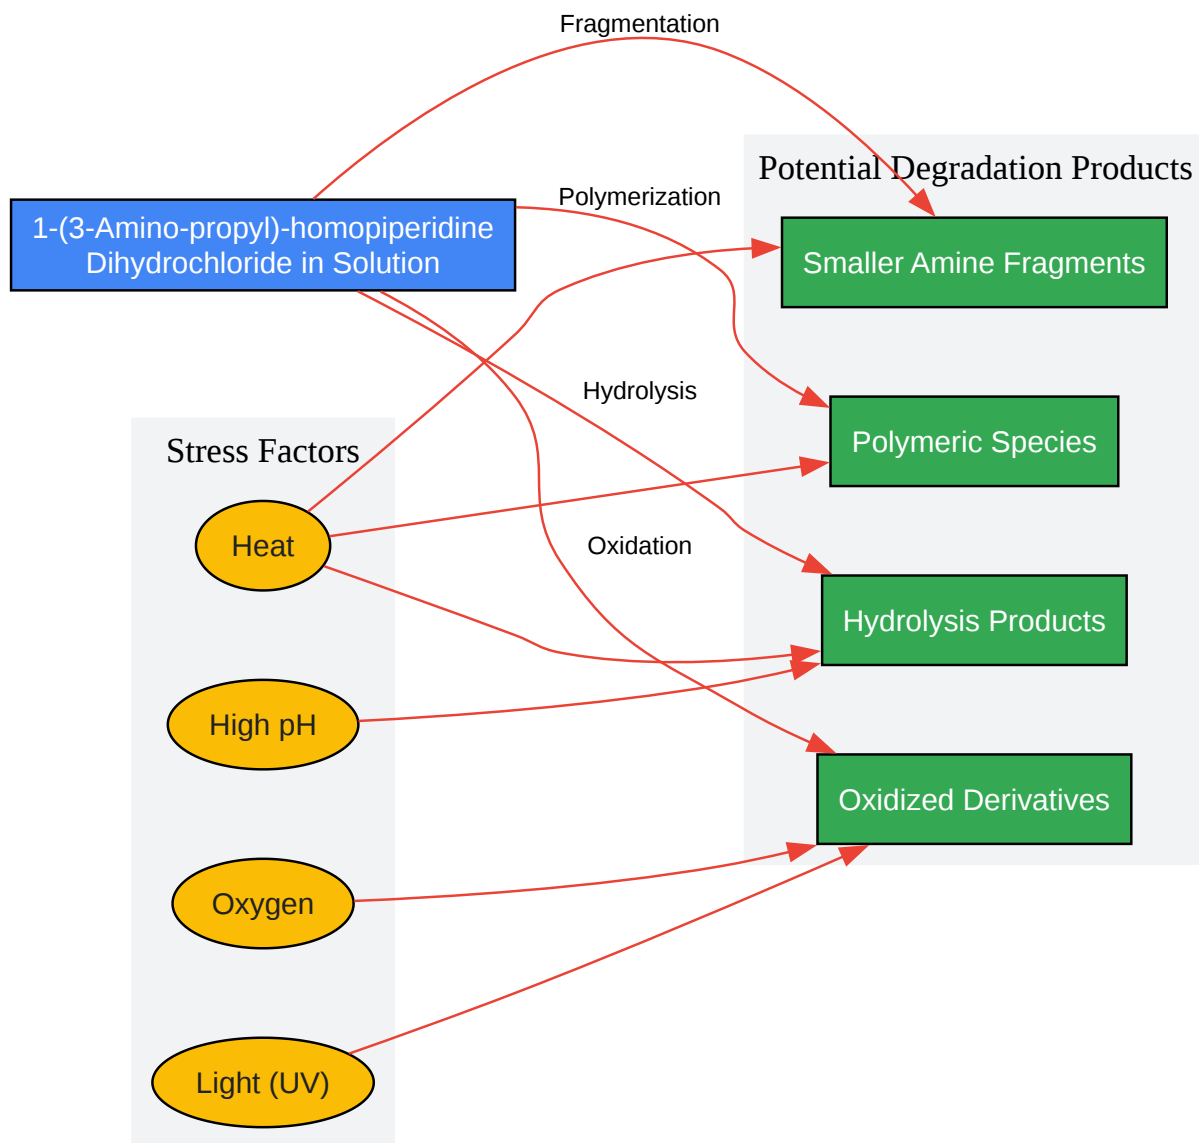 Fragmentation
Potential Degradation Products
Polymerization
1-(3-Amino-propyl)-homopiperidine
Dihydrochloride in Solution
Smaller Amine Fragments
Hydrolysis
Polymeric Species
Stress Factors
Heat
Oxidation
Hydrolysis Products
High pH
Oxidized Derivatives
Oxygen
Light (UV)